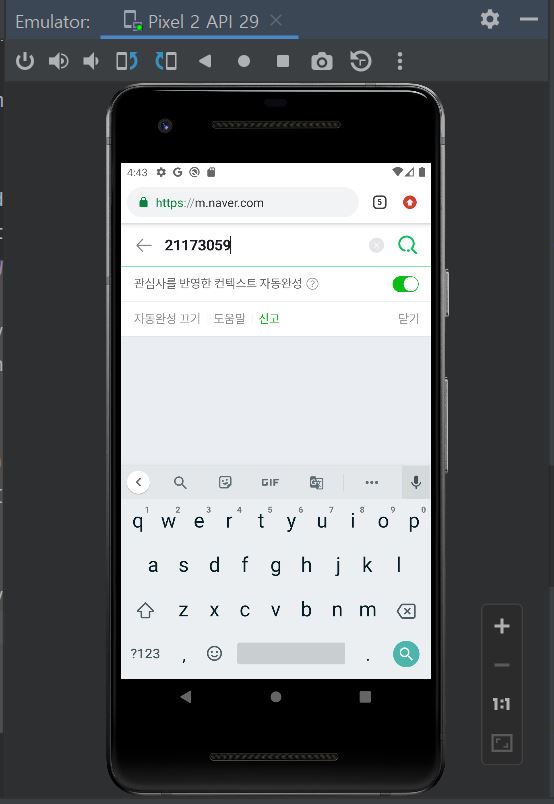 Emulator: Pixel 2 API 29
4:43
https://m.naver.com 5
21173059
관심사를 반영한 컨텍스트 자동완성 ?
자동완성 끄기 도움말 신고 닫기
GIF
1 2 3 4 5 6 7 8 9 0
q w e r t y u i o p
a s d f g h j k l
z x c v b n m
?123 , .
1:1